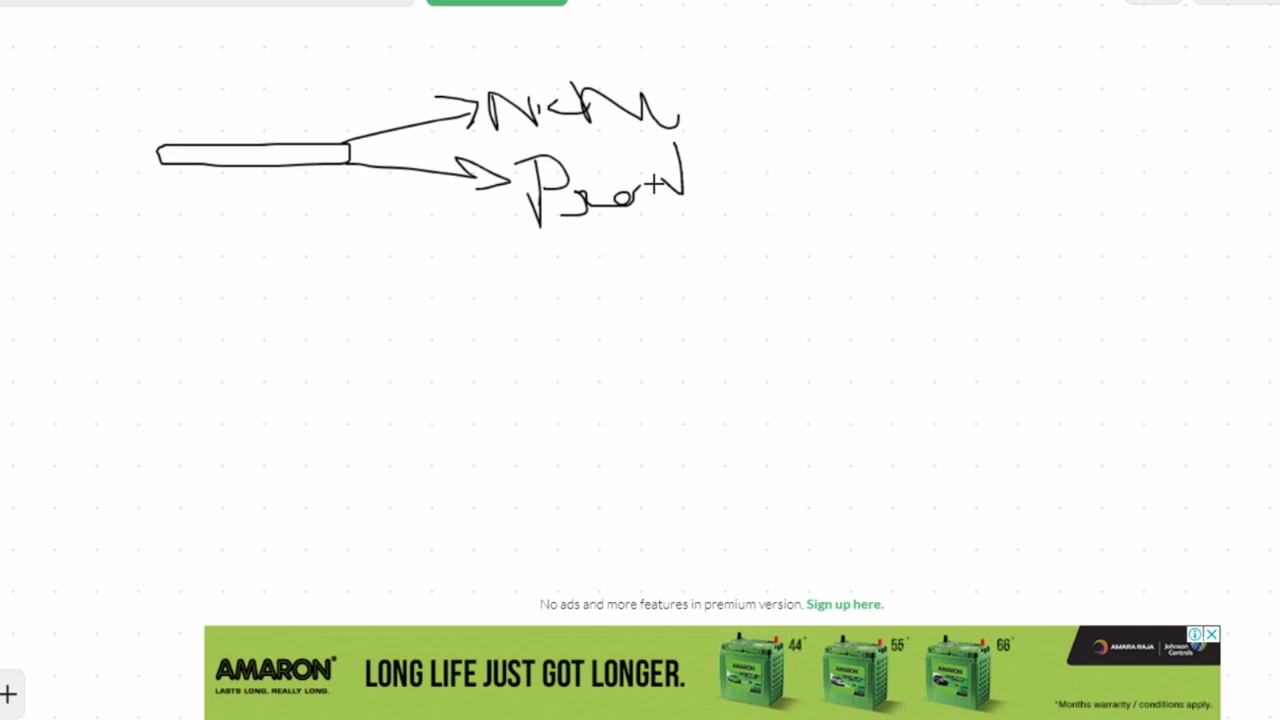 No ads and more features in premium version. Sign up here.
AMARON
LASTS LONG, REALLY LONG.
LONG LIFE JUST GOT LONGER.
44*
55*
66*
AMARA RAJA
Johnson Controls
*Months warranty / conditions apply.